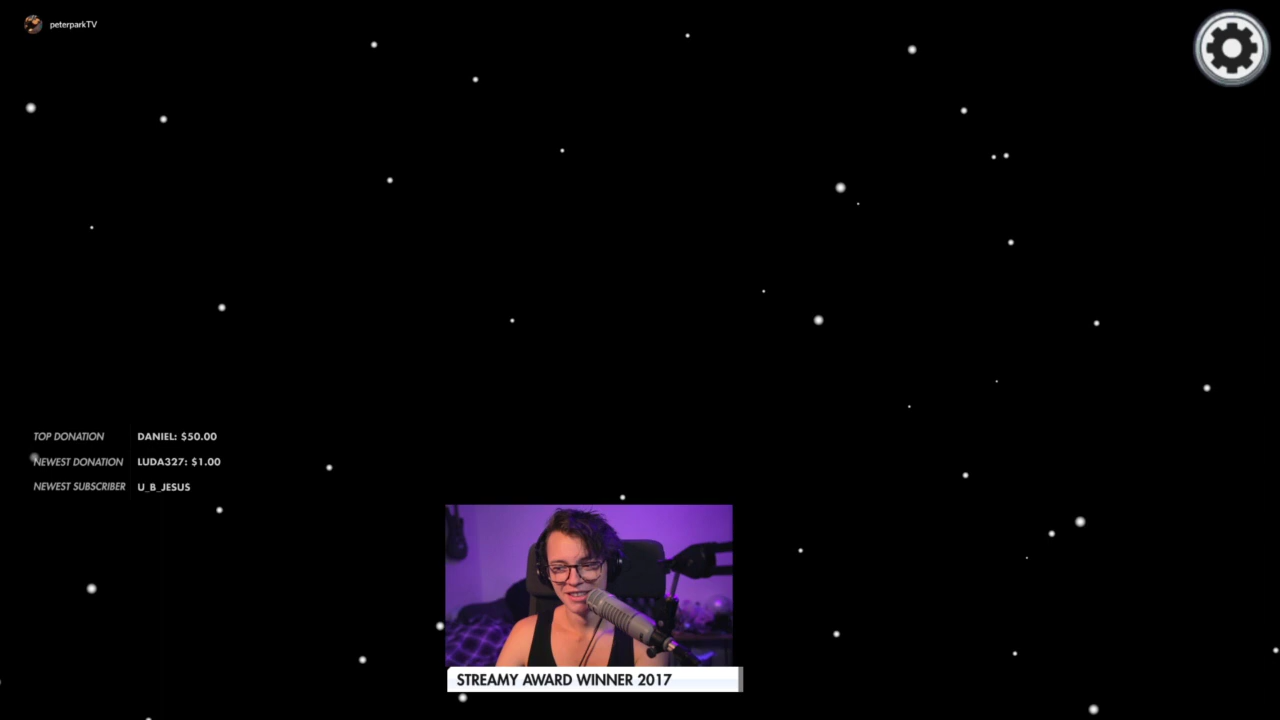 peterparkTV
TOP DONATION DANIEL: $50.00
NEWEST DONATION LUDA327: $1.00
NEWEST SUBSCRIBER U_B_JESUS
STREAMY AWARD WINNER 2017